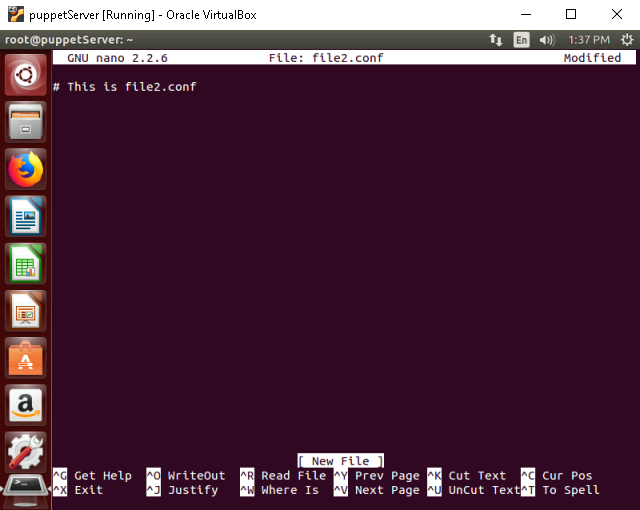 puppetServer [Running] - Oracle VirtualBox
root@puppetServer: ~ En 1:37 PM
GNU nano 2.2.6 File: file2.conf Modified
# This is file2.conf
[ New File ]
^G Get Help ^O WriteOut ^R Read File ^Y Prev Page ^K Cut Text ^C Cur Pos
^X Exit ^J Justify ^W Where Is ^V Next Page ^U UnCut Text ^T To Spell